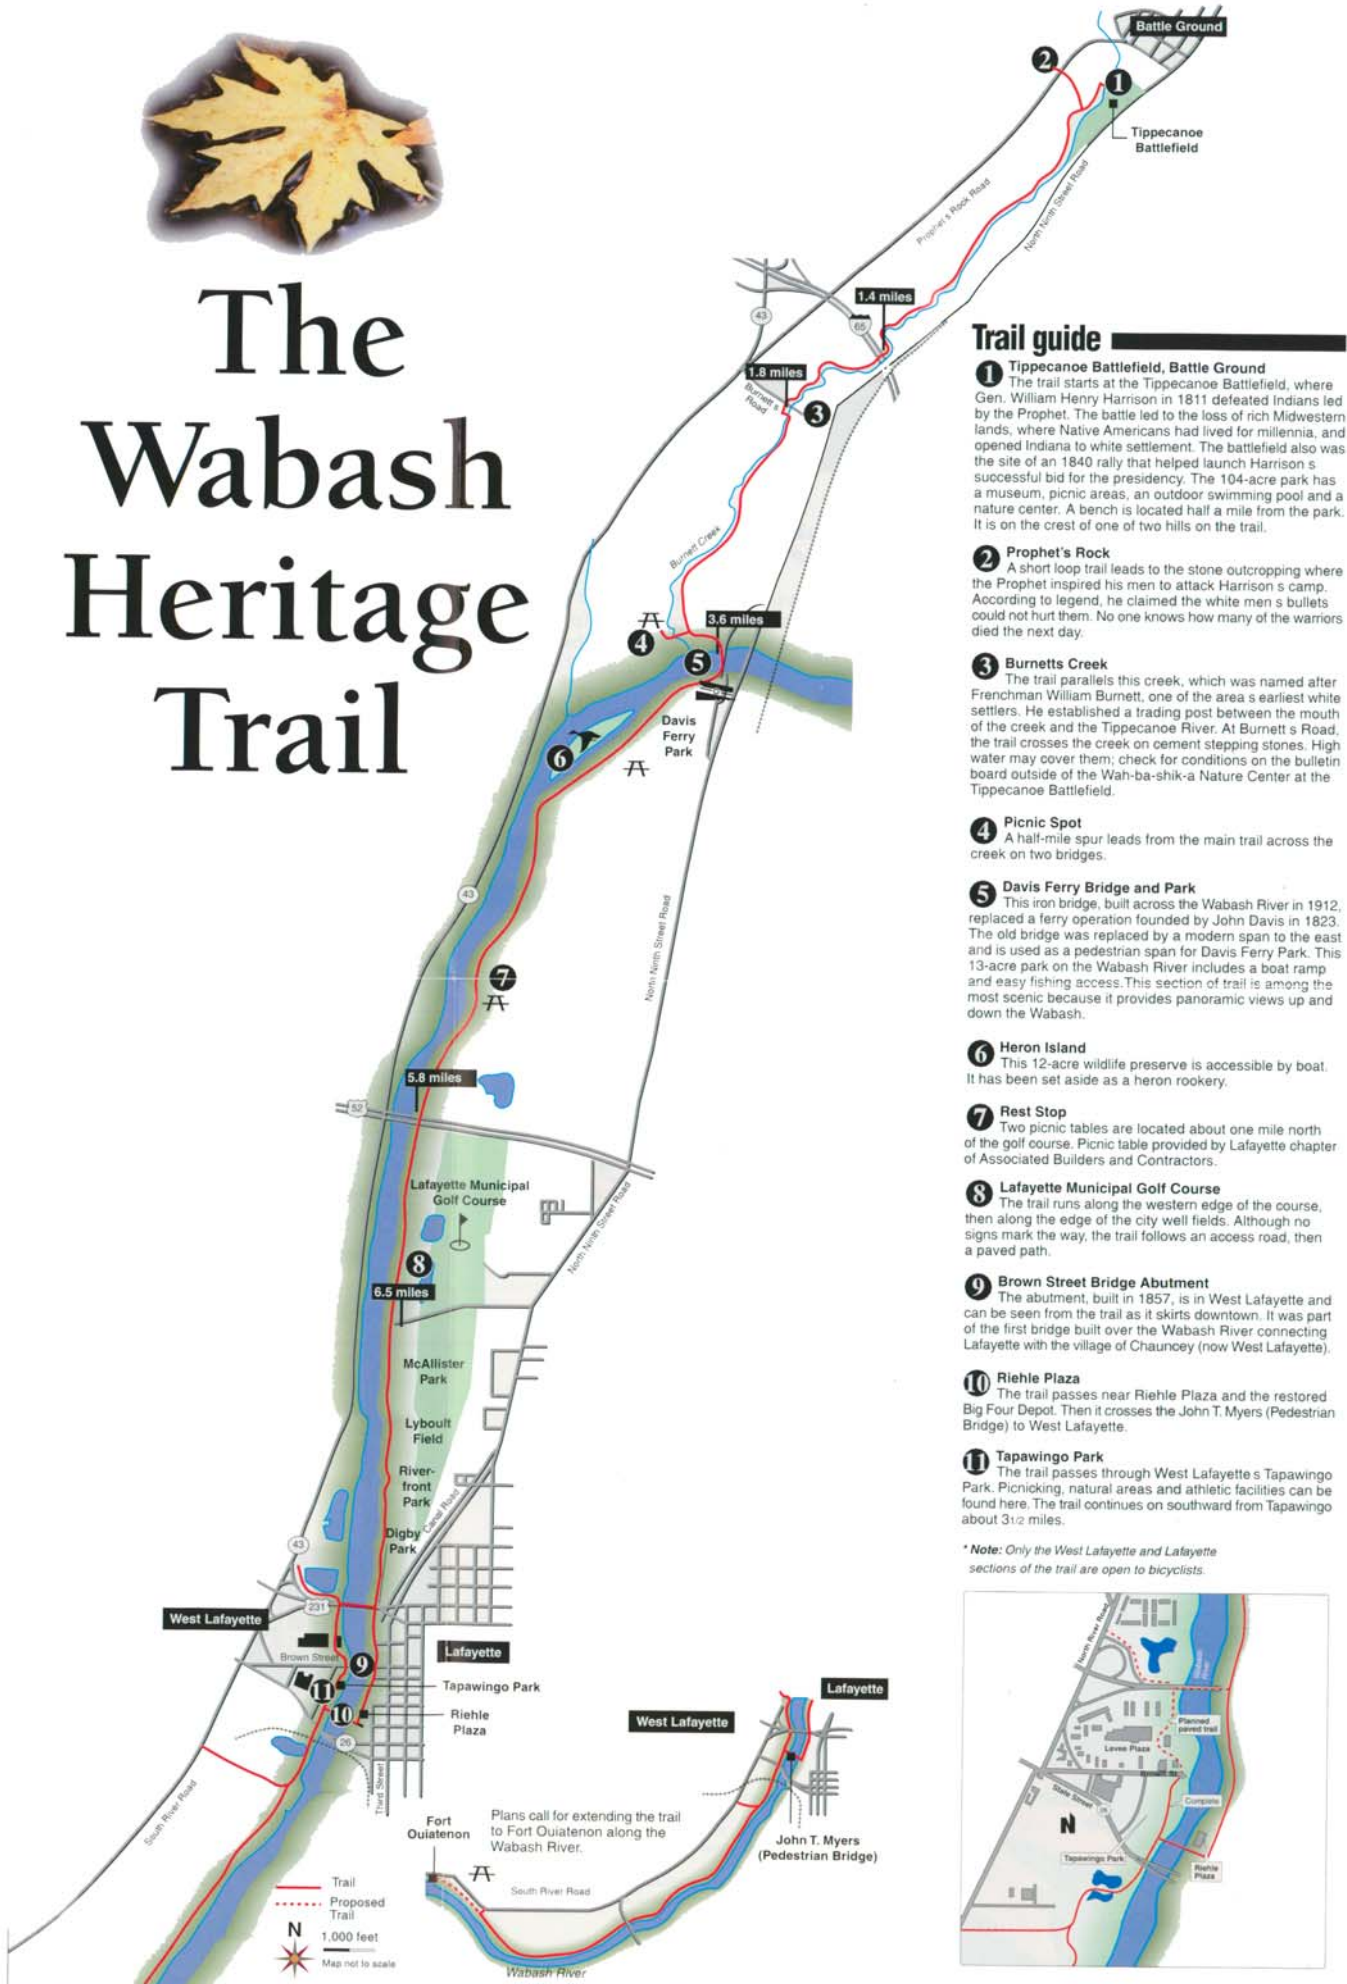 The
Wabash
Heritage
Trail
Battle Ground
2
1
Tippecanoe
Battlefield
Prophet s Rock Road
North Ninth Street Road
1.4 miles
43
65
1.8 miles
Burnett s
Road
3
Burnett Creek
3.6 miles
4
5
Davis
Ferry
Park
6
43
North Ninth Street Road
7
5.8 miles
52
Lafayette Municipal
Golf Course
North Ninth Street Road
8
6.5 miles
McAllister
Park
Lyboult
Field
River-
front
Park
Canal Road
Digby
Park
43
231
West Lafayette
Lafayette
Brown Street
9
11
Tapawingo Park
10
Riehle
Plaza
26
Third Street
South River Road
Trail
Proposed
Trail
N
1,000 feet
Map not to scale
Plans call for extending the trail
to Fort Ouiatenon along the
Wabash River.
Fort
Ouiatenon
South River Road
Wabash River
West Lafayette
Lafayette
John T. Myers
(Pedestrian Bridge)
Trail guide
1 Tippecanoe Battlefield, Battle Ground
The trail starts at the Tippecanoe Battlefield, where
Gen. William Henry Harrison in 1811 defeated Indians led
by the Prophet. The battle led to the loss of rich Midwestern
lands, where Native Americans had lived for millennia, and
opened Indiana to white settlement. The battlefield also was
the site of an 1840 rally that helped launch Harrison s
successful bid for the presidency. The 104-acre park has
a museum, picnic areas, an outdoor swimming pool and a
nature center. A bench is located half a mile from the park.
It is on the crest of one of two hills on the trail.
2 Prophet's Rock
A short loop trail leads to the stone outcropping where
the Prophet inspired his men to attack Harrison s camp.
According to legend, he claimed the white men s bullets
could not hurt them. No one knows how many of the warriors
died the next day.
3 Burnetts Creek
The trail parallels this creek, which was named after
Frenchman William Burnett, one of the area s earliest white
settlers. He established a trading post between the mouth
of the creek and the Tippecanoe River. At Burnett s Road,
the trail crosses the creek on cement stepping stones. High
water may cover them; check for conditions on the bulletin
board outside of the Wah-ba-shik-a Nature Center at the
Tippecanoe Battlefield.
4 Picnic Spot
A half-mile spur leads from the main trail across the
creek on two bridges.
5 Davis Ferry Bridge and Park
This iron bridge, built across the Wabash River in 1912,
replaced a ferry operation founded by John Davis in 1823.
The old bridge was replaced by a modern span to the east
and is used as a pedestrian span for Davis Ferry Park. This
13-acre park on the Wabash River includes a boat ramp
and easy fishing access.This section of trail is among the
most scenic because it provides panoramic views up and
down the Wabash.
6 Heron Island
This 12-acre wildlife preserve is accessible by boat.
It has been set aside as a heron rookery.
7 Rest Stop
Two picnic tables are located about one mile north
of the golf course. Picnic table provided by Lafayette chapter
of Associated Builders and Contractors.
8 Lafayette Municipal Golf Course
The trail runs along the western edge of the course,
then along the edge of the city well fields. Although no
signs mark the way, the trail follows an access road, then
a paved path.
9 Brown Street Bridge Abutment
The abutment, built in 1857, is in West Lafayette and
can be seen from the trail as it skirts downtown. It was part
of the first bridge built over the Wabash River connecting
Lafayette with the village of Chauncey (now West Lafayette).
10 Riehle Plaza
The trail passes near Riehle Plaza and the restored
Big Four Depot. Then it crosses the John T. Myers (Pedestrian
Bridge) to West Lafayette.
11 Tapawingo Park
The trail passes through West Lafayette s Tapawingo
Park. Picnicking, natural areas and athletic facilities can be
found here. The trail continues on southward from Tapawingo
about 31/2 miles.
* Note: Only the West Lafayette and Lafayette
sections of the trail are open to bicyclists.
North River Road
Wabash
River
Planned
paved trail
Levee Plaza
State Street
26
Complete
N
Tapawingo Park
Riehle
Plaza